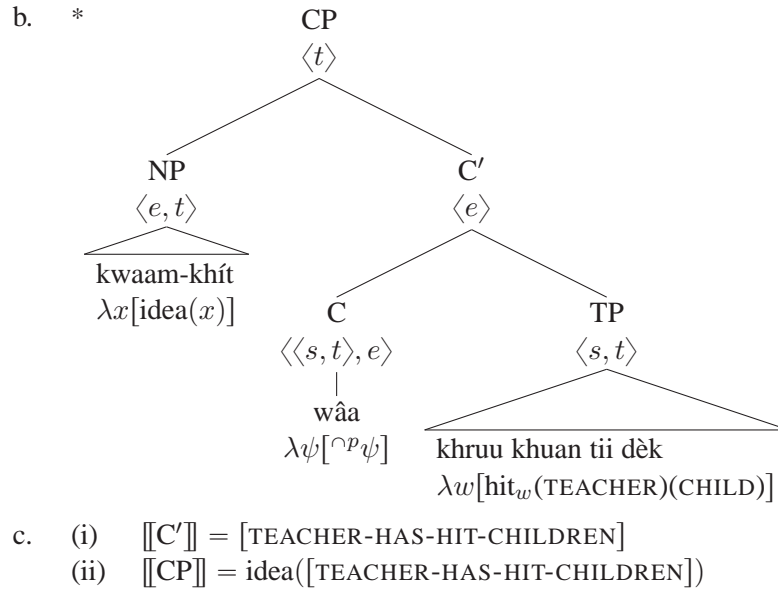 b. * CP
⟨t⟩
NP C′
⟨e, t⟩ ⟨e⟩
kwaam-khít
λx[idea(x)]
C TP
⟨⟨s, t⟩, e⟩ ⟨s, t⟩
wâa
λψ[∩pψ]
khruu khuan tii dèk
λw[hitw(TEACHER)(CHILD)]
c. (i) ⟦C′⟧ = [TEACHER-HAS-HIT-CHILDREN]
(ii) ⟦CP⟧ = idea([TEACHER-HAS-HIT-CHILDREN])